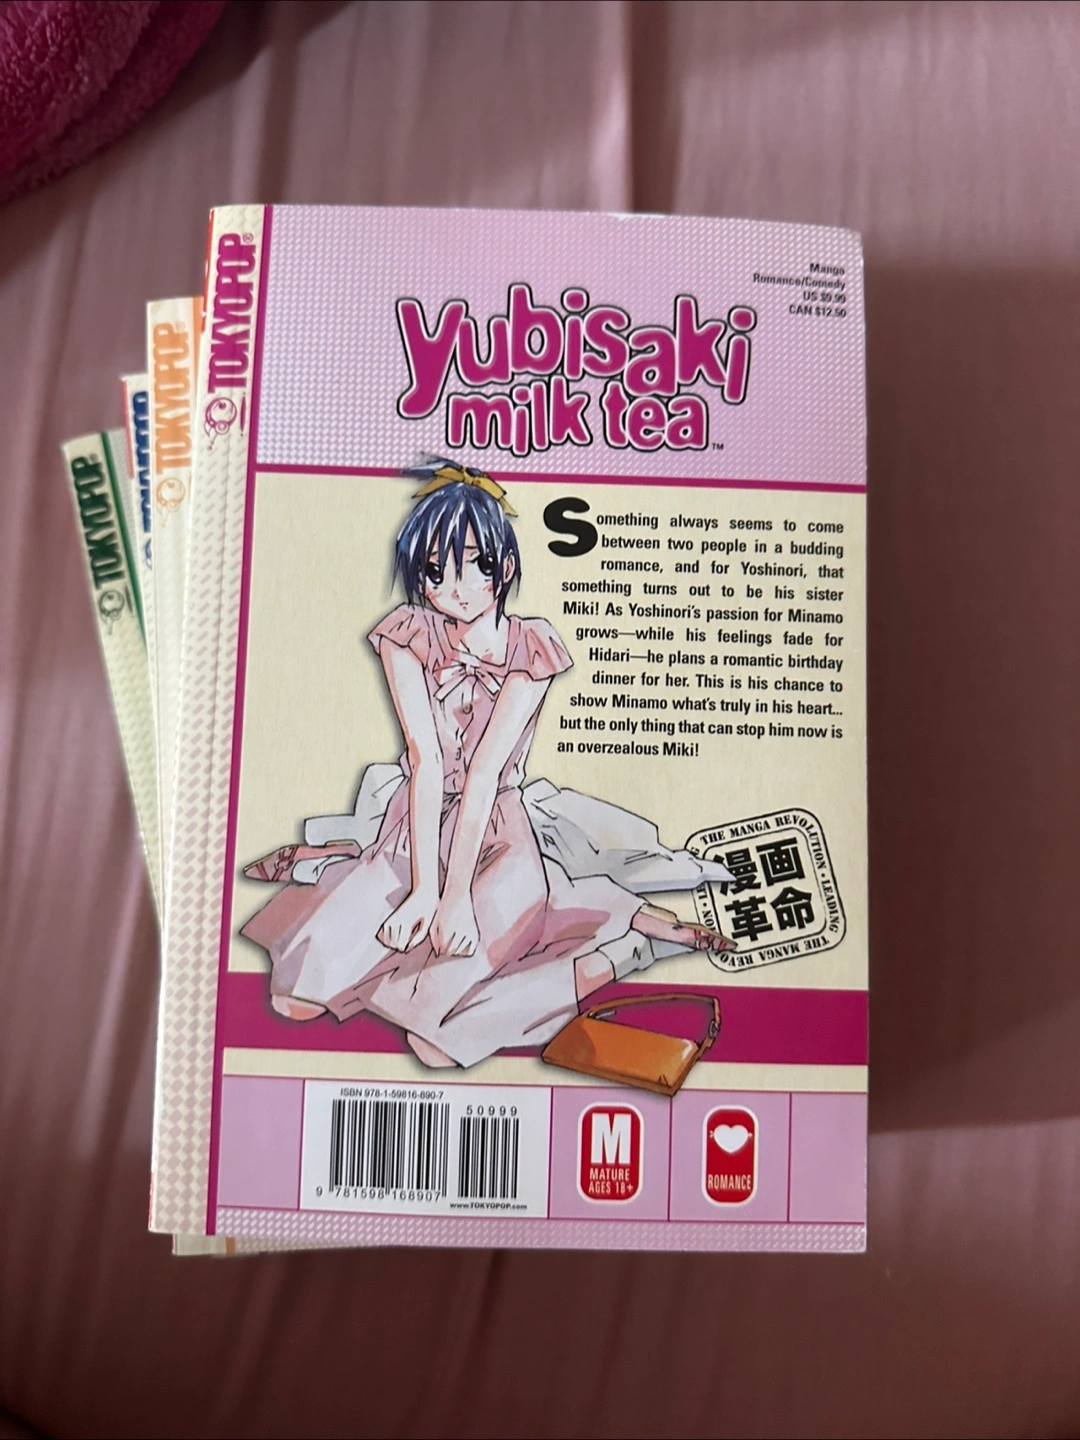 TOKYOPOP®
TOKYOPOP
TOKYOPOP®
Manga
Romance/Comedy
US $9.99
CAN $12.50
yubisaki
milk tea™
Something always seems to come
between two people in a budding
romance, and for Yoshinori, that
something turns out to be his sister
Miki! As Yoshinori's passion for Minamo
grows—while his feelings fade for
Hidari—he plans a romantic birthday
dinner for her. This is his chance to
show Minamo what's truly in his heart...
but the only thing that can stop him now is
an overzealous Miki!
THE MANGA REVOLUTION • LEADING THE MANGA
漫画
革命
ISBN 978-1-59816-890-7
50999
9 781598 168907
www.TOKYOPOP.com
M
MATURE
AGES 18+
ROMANCE